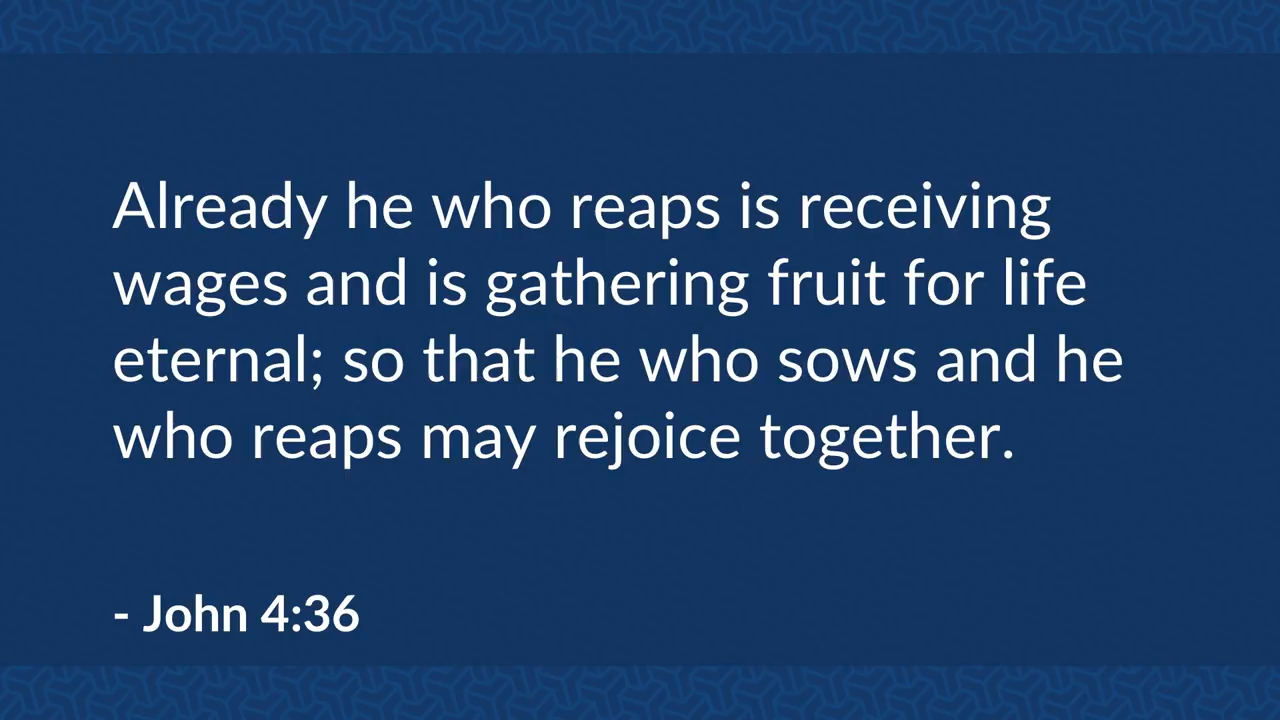 Already he who reaps is receiving
wages and is gathering fruit for life
eternal; so that he who sows and he
who reaps may rejoice together.
- John 4:36